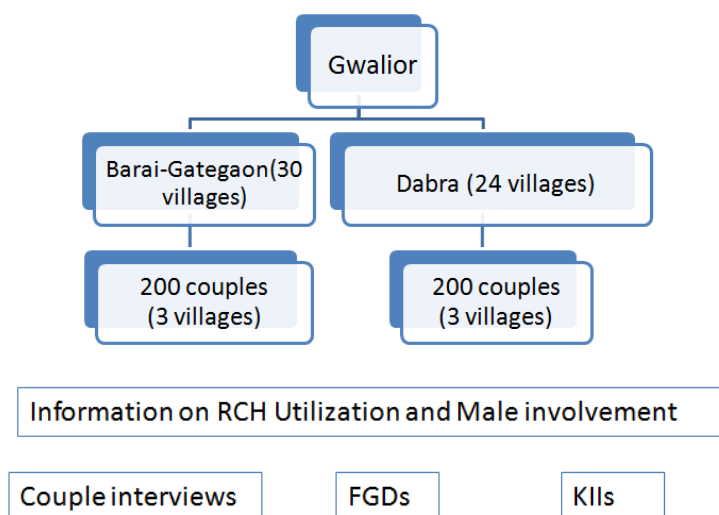 Gwalior
Barai-Gategaon(30
villages)
Dabra (24 villages)
200 couples
(3 villages)
200 couples
(3 villages)
Information on RCH Utilization and Male involvement
Couple interviews
FGDs
KIIs